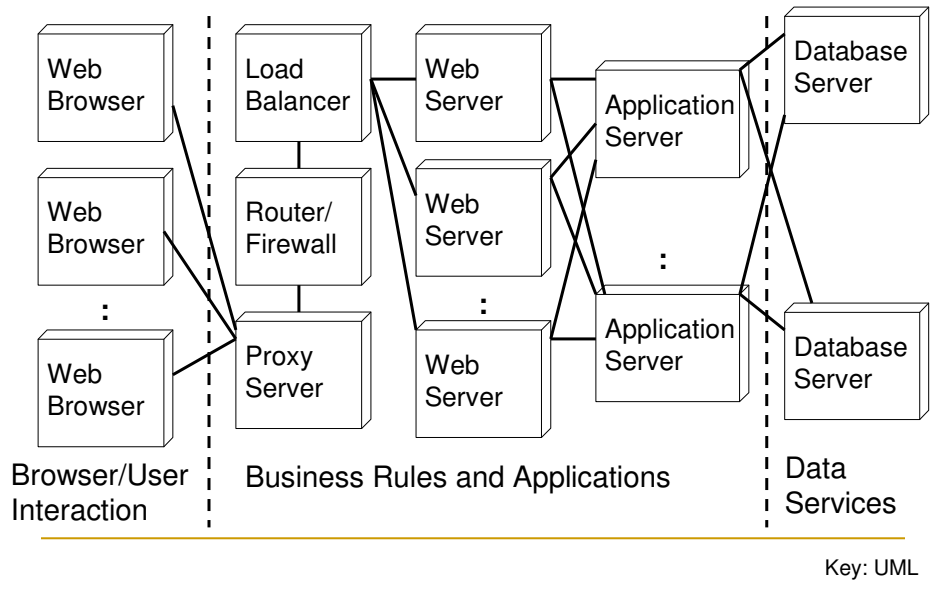 Web
Browser
Web
Browser
:
Web
Browser
Load
Balancer
Router/
Firewall
Proxy
Server
Web
Server
Web
Server
:
Web
Server
Application
Server
:
Application
Server
Database
Server
Database
Server
Browser/User
Interaction
Business Rules and Applications
Data
Services
Key: UML